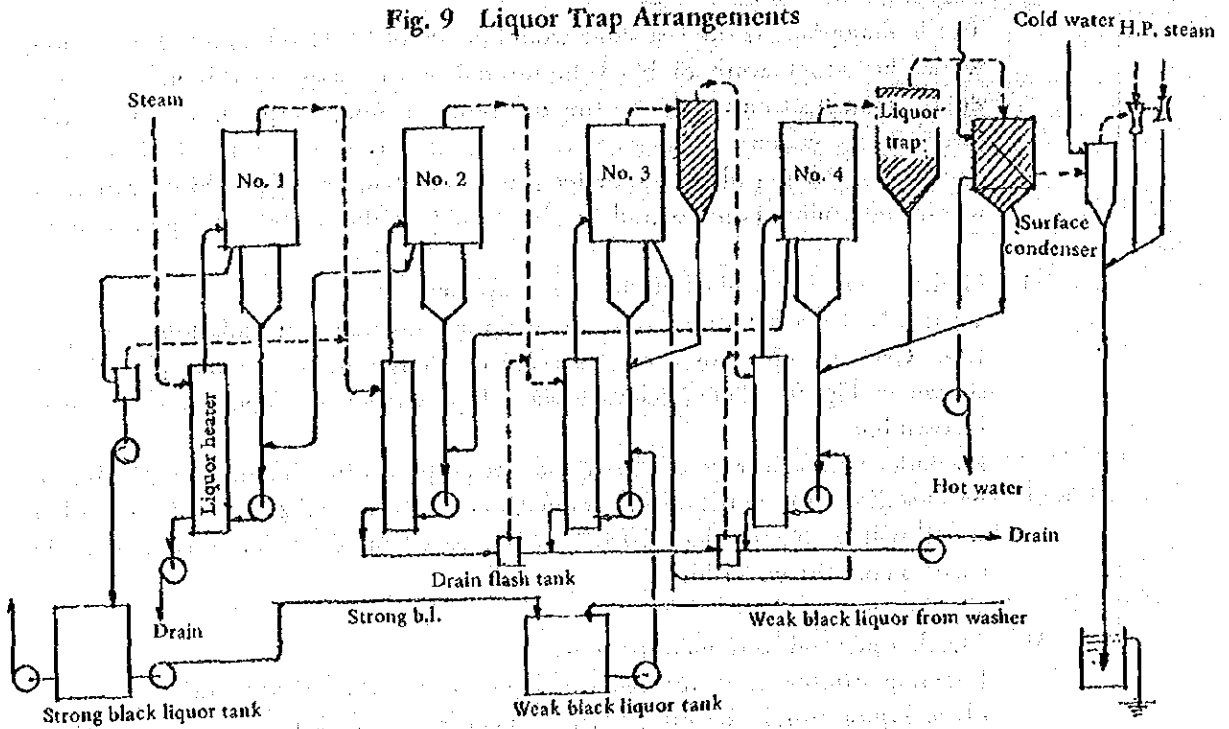 Fig. 9 Liquor Trap Arrangements
Cold water
H.P. steam
Steam
No. 1
No. 2
No. 3
No. 4
Liquor
trap
Surface
condenser
Liquor heater
Hot water
Drain
Drain flash tank
Drain
Strong b.l.
Weak black liquor from washer
Strong black liquor tank
Weak black liquor tank